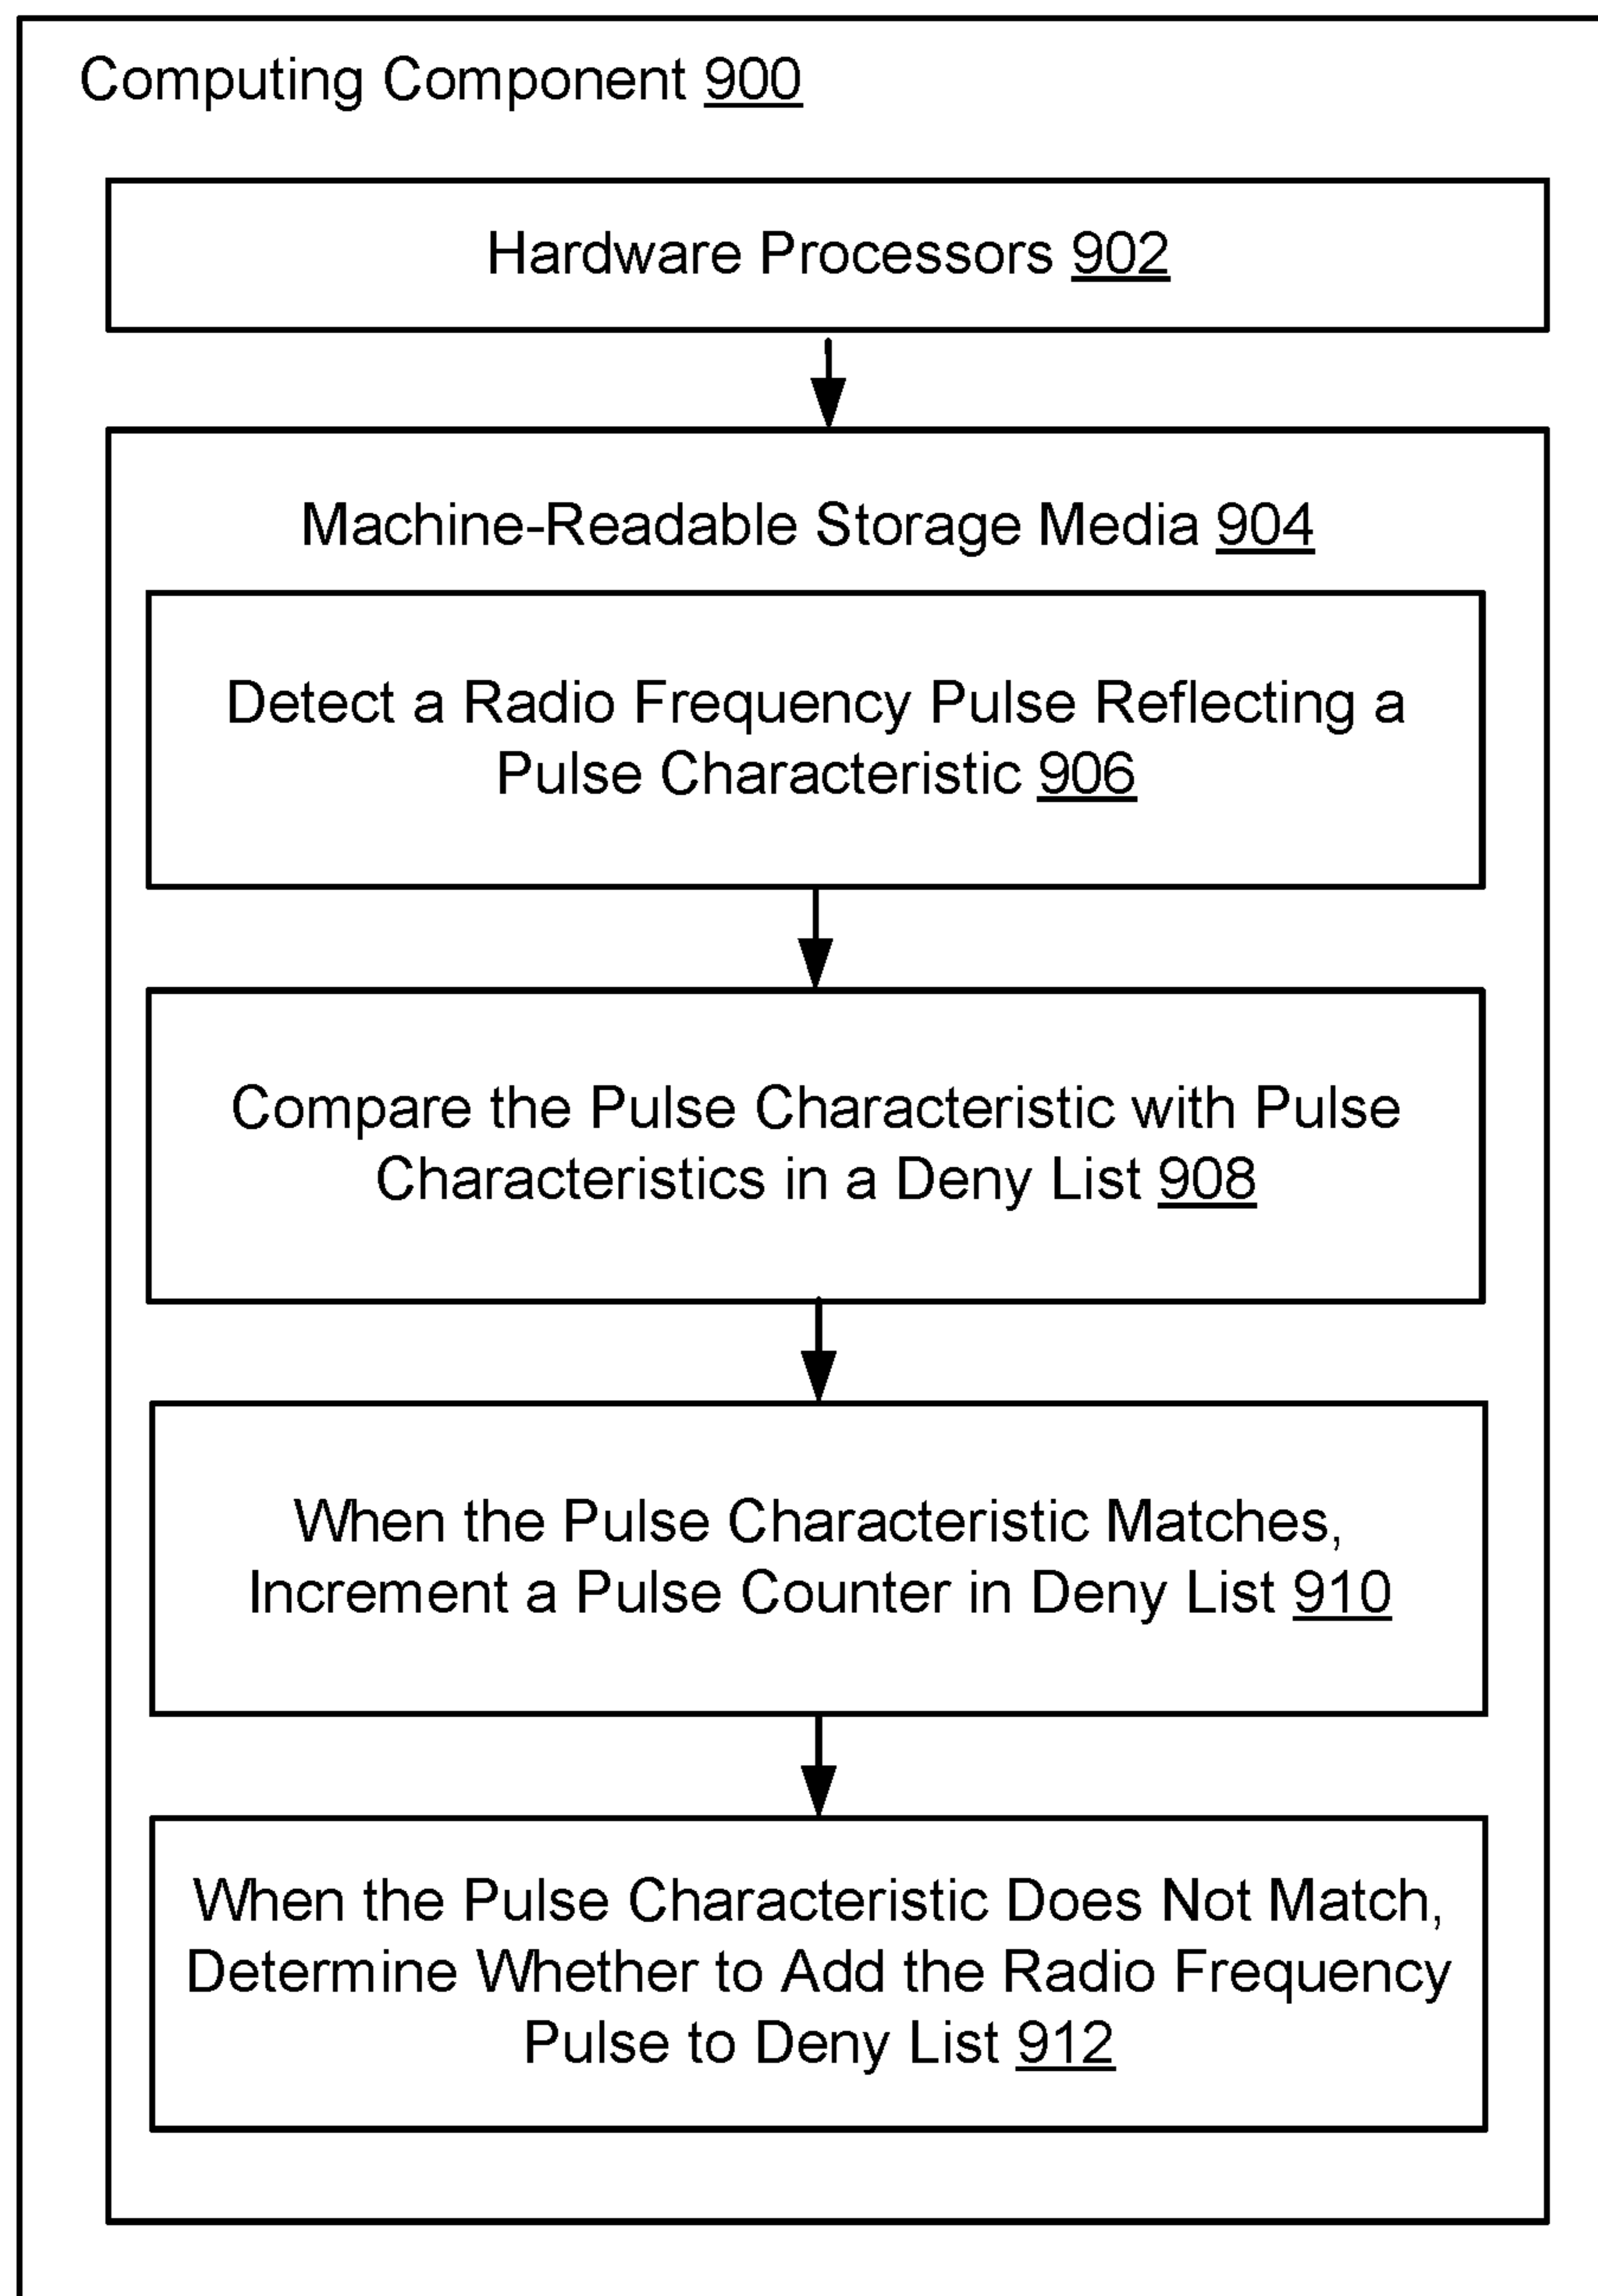 Computing Component 900
Hardware Processors 902
Machine-Readable Storage Media 904
Detect a Radio Frequency Pulse Reflecting a
Pulse Characteristic 906
Compare the Pulse Characteristic with Pulse
Characteristics in a Deny List 908
When the Pulse Characteristic Matches,
Increment a Pulse Counter in Deny List 910
When the Pulse Characteristic Does Not Match,
Determine Whether to Add the Radio Frequency
Pulse to Deny List 912